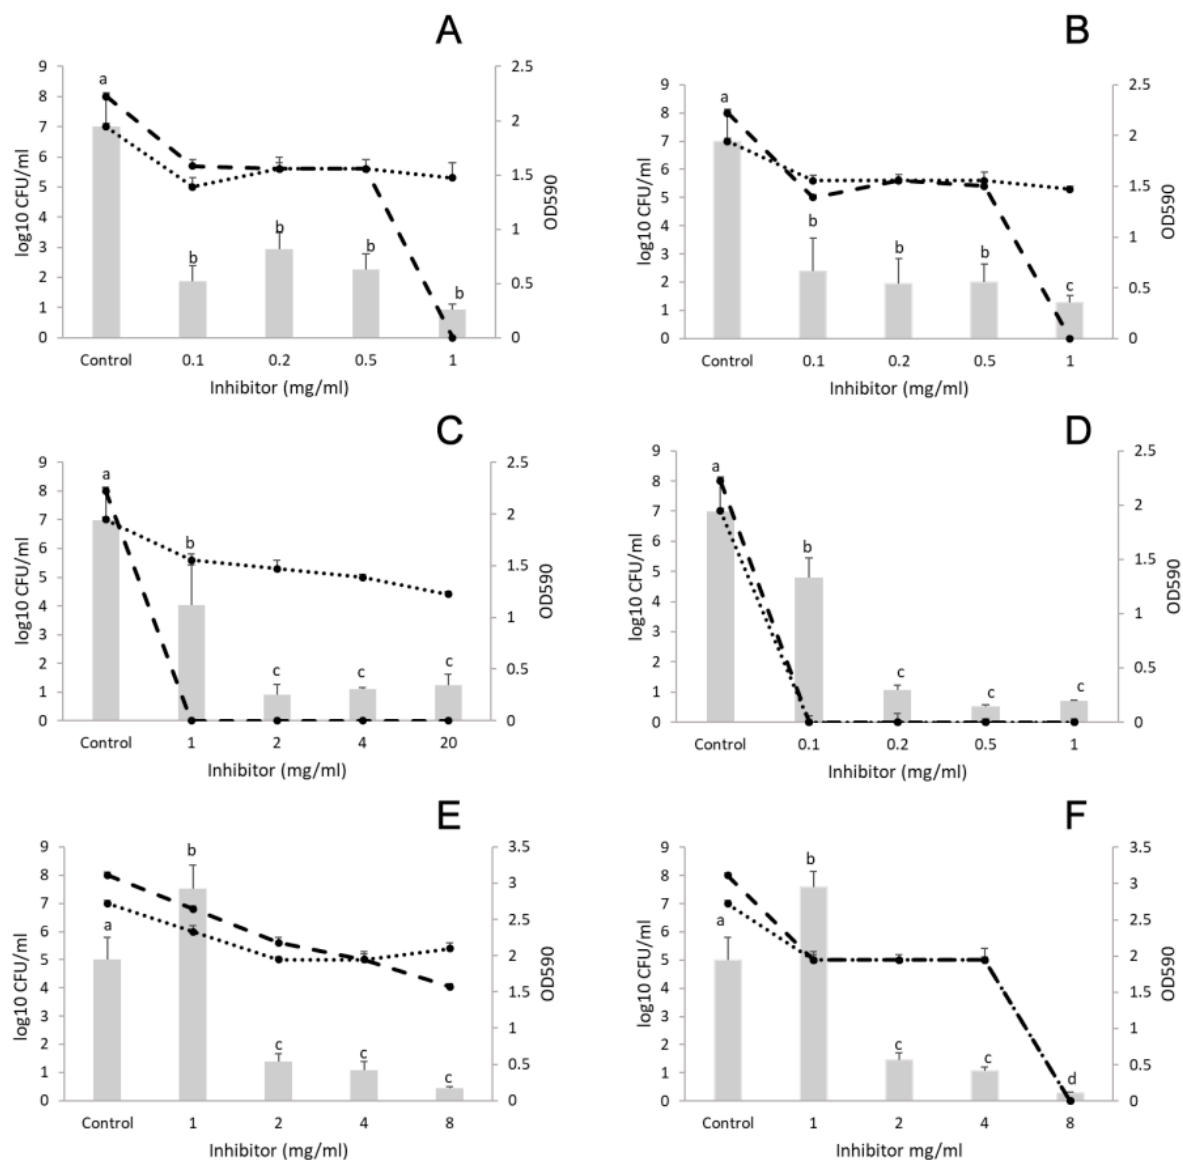 A
9
8
7
6
5
4
3
2
1
0
log10 CFU/ml
2.5
2
1.5
1
0.5
0
OD590
a
b
b
b
b
Control 0.1 0.2 0.5 1
Inhibitor (mg/ml)
B
9
8
7
6
5
4
3
2
1
0
log10 CFU/ml
2.5
2
1.5
1
0.5
0
OD590
a
b
b
b
c
Control 0.1 0.2 0.5 1
Inhibitor (mg/ml)
C
9
8
7
6
5
4
3
2
1
0
log10 CFU/ml
2.5
2
1.5
1
0.5
0
OD590
a
b
c
c
c
Control 1 2 4 20
Inhibitor (mg/ml)
D
9
8
7
6
5
4
3
2
1
0
log10 CFU/ml
2.5
2
1.5
1
0.5
0
OD590
a
b
c
c
c
Control 0.1 0.2 0.5 1
Inhibitor (mg/ml)
E
9
8
7
6
5
4
3
2
1
0
log10 CFU/ml
3.5
3
2.5
2
1.5
1
0.5
0
OD590
a
b
c
c
c
Control 1 2 4 8
Inhibitor (mg/ml)
F
9
8
7
6
5
4
3
2
1
0
log10 CFU/ml
3.5
3
2.5
2
1.5
1
0.5
0
OD590
a
b
c
c
d
Control 1 2 4 8
Inhibitor mg/ml